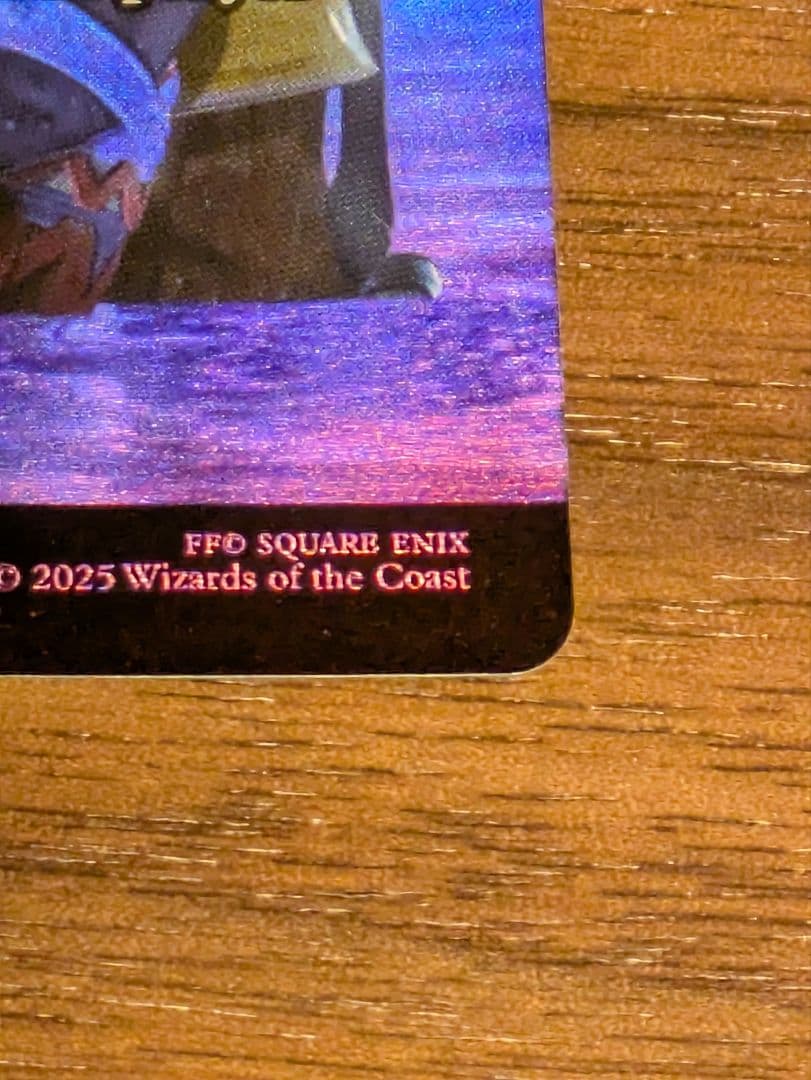 FF© SQUARE ENIX
© 2025 Wizards of the Coast